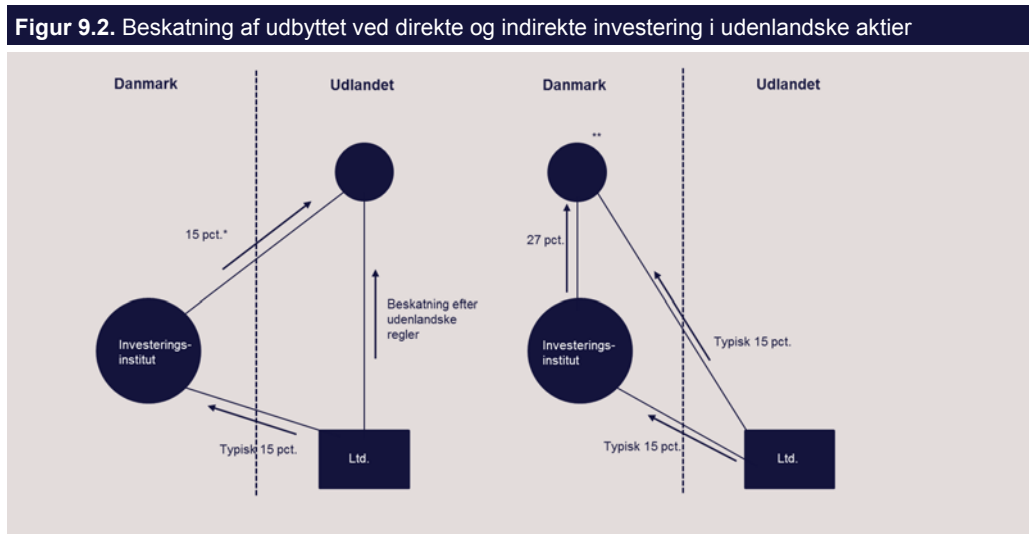 Figur 9.2. Beskatning af udbyttet ved direkte og indirekte investering i udenlandske aktier
Danmark
Udlandet
15 pct.*
Beskatning efter
udenlandske
regler
Investerings-
institut
Typisk 15 pct.
Ltd.
Danmark
Udlandet
**
27 pct.
Investerings-
institut
Typisk 15 pct.
Typisk 15 pct.
Ltd.